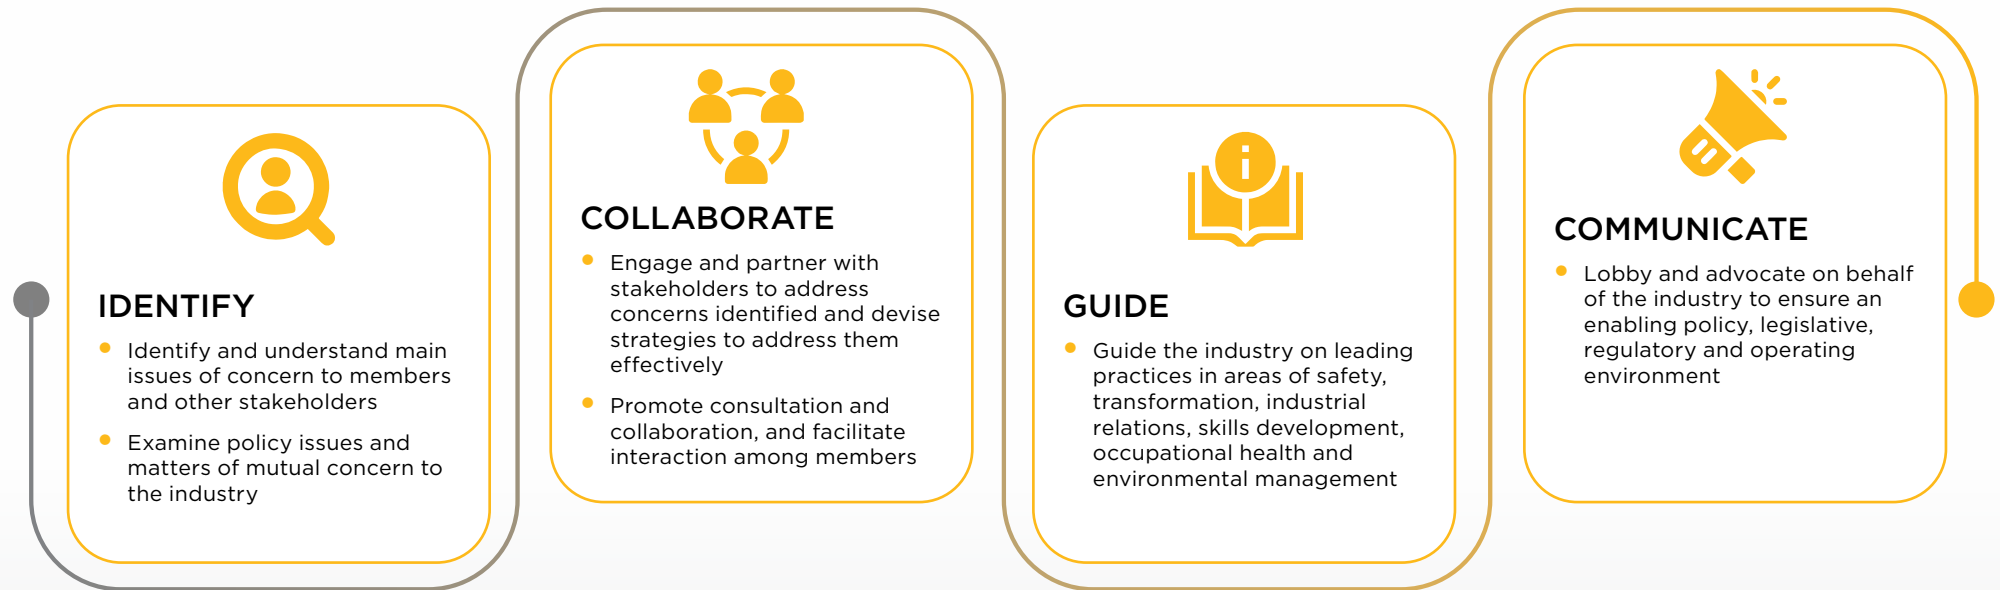 IDENTIFY
• Identify and understand main
issues of concern to members
and other stakeholders
• Examine policy issues and
matters of mutual concern to
the industry
COLLABORATE
• Engage and partner with
stakeholders to address
concerns identified and devise
strategies to address them
effectively
• Promote consultation and
collaboration, and facilitate
interaction among members
GUIDE
• Guide the industry on leading
practices in areas of safety,
transformation, industrial
relations, skills development,
occupational health and
environmental management
COMMUNICATE
• Lobby and advocate on behalf
of the industry to ensure an
enabling policy, legislative,
regulatory and operating
environment